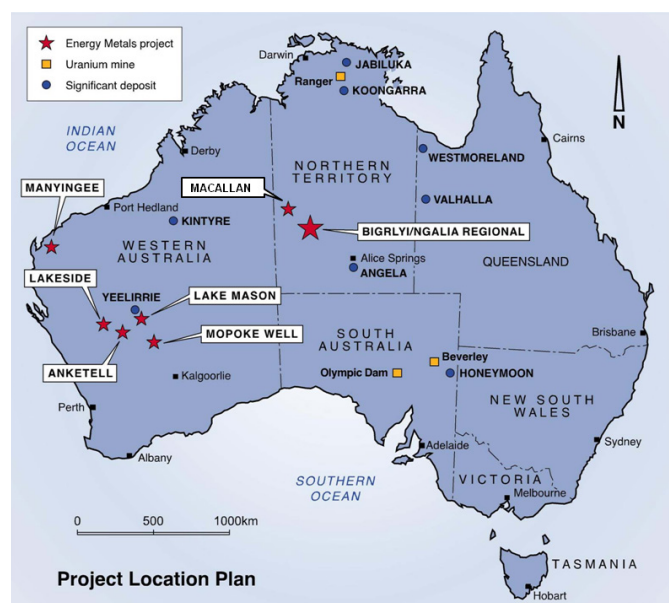 Energy Metals project
Uranium mine
Significant deposit
Darwin
JABILUKA
Ranger
KOONGARRA
N
INDIAN
OCEAN
Derby
Cairns
NORTHERN
TERRITORY
WESTMORELAND
MACALLAN
MANYINGEE
VALHALLA
Port Hedland
KINTYRE
BIGRLYI/NGALIA REGIONAL
WESTERN
AUSTRALIA
Alice Springs
ANGELA
QUEENSLAND
LAKESIDE
YEELIRRIE
LAKE MASON
MOPOKE WELL
SOUTH
AUSTRALIA
Brisbane
Beverley
Olympic Dam
HONEYMOON
ANKETELL
Kalgoorlie
NEW SOUTH
WALES
Perth
Adelaide
Sydney
Albany
SOUTHERN
OCEAN
VICTORIA
Melbourne
0 500 1000km
TASMANIA
Project Location Plan
Hobart